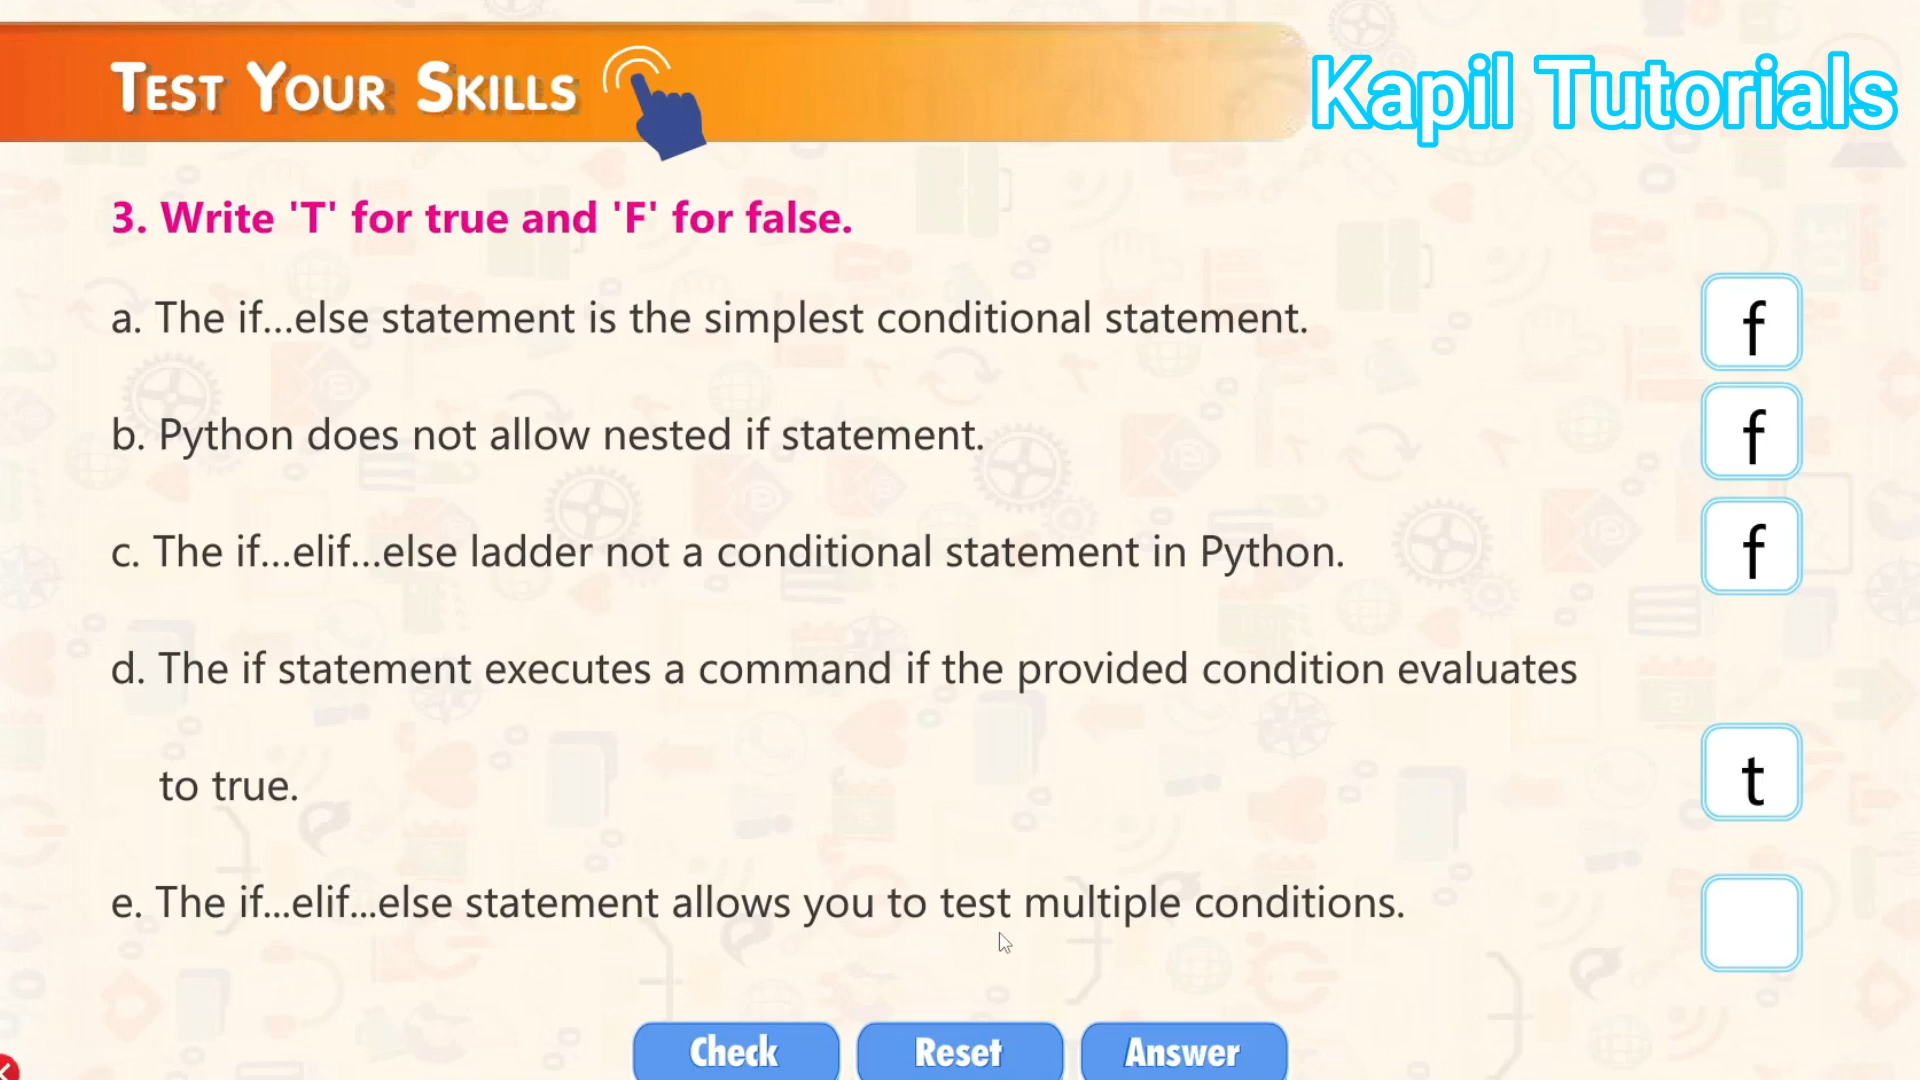 TEST YOUR SKILLS
Kapil Tutorials
3. Write 'T' for true and 'F' for false.
a. The if...else statement is the simplest conditional statement.
f
b. Python does not allow nested if statement.
f
c. The if...elif...else ladder not a conditional statement in Python.
f
d. The if statement executes a command if the provided condition evaluates
to true.
t
e. The if...elif...else statement allows you to test multiple conditions.
Check
Reset
Answer